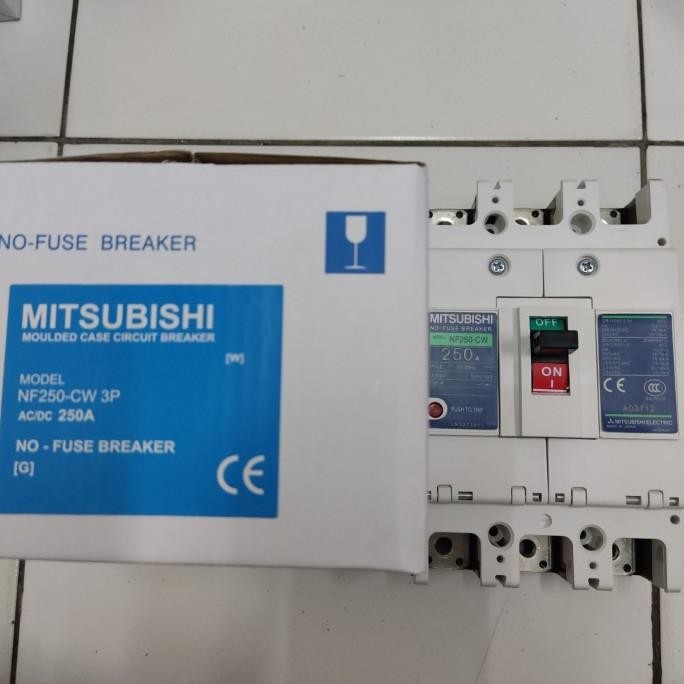 NO-FUSE BREAKER
MITSUBISHI
MOULDED CASE CIRCUIT BREAKER
[W]
MODEL
NF250-CW 3P
AC/DC 250A
NO - FUSE BREAKER
[G]
CE
MITSUBISHI
NO-FUSE BREAKER
NF250-CW
250A
PUSH TO TRIP
OFF
ON
I
CE
CCC
A03712
MITSUBISHI ELECTRIC